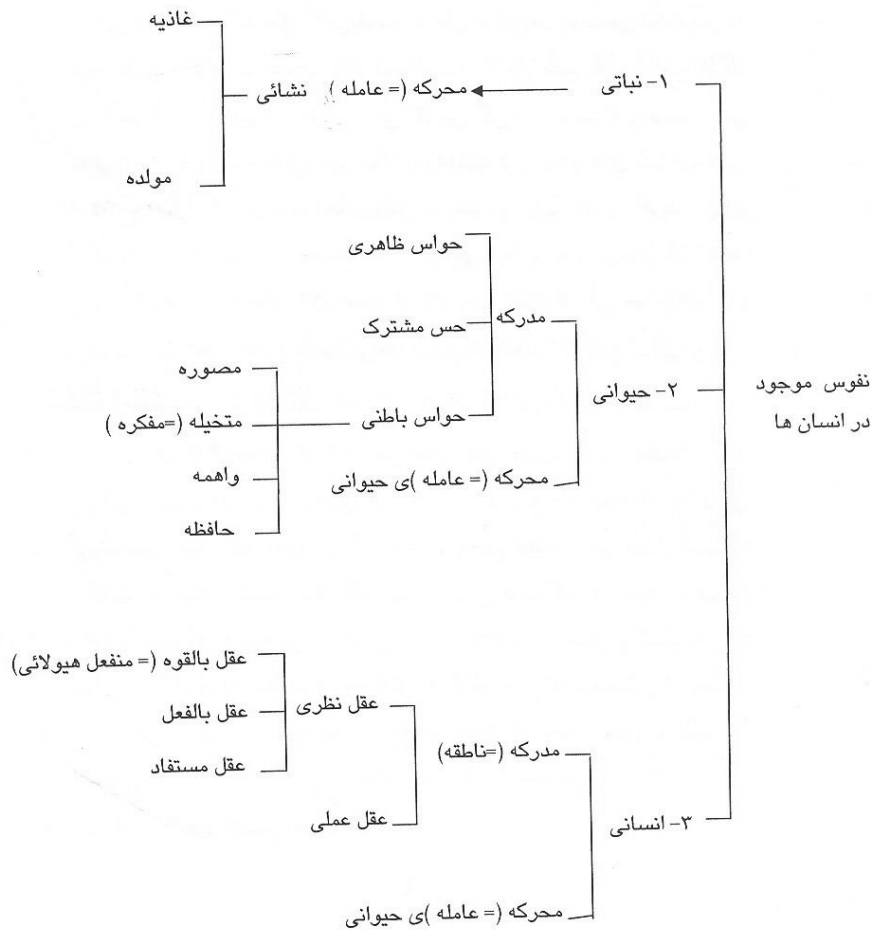 نفوس موجود
در انسان ها
۱- نباتی
محرکه (= عامله ) نشائی
غاذیه
مولده
۲- حیوانی
مدرکه
حواس ظاهری
حس مشترک
حواس باطنی
مصوره
متخیله (=مفکره )
واهمه
حافظه
محرکه (= عامله )ی حیوانی
۳- انسانی
مدرکه (=ناطقه)
عقل نظری
عقل بالقوه (= منفعل هیولائی)
عقل بالفعل
عقل مستفاد
عقل عملی
محرکه (= عامله )ی حیوانی